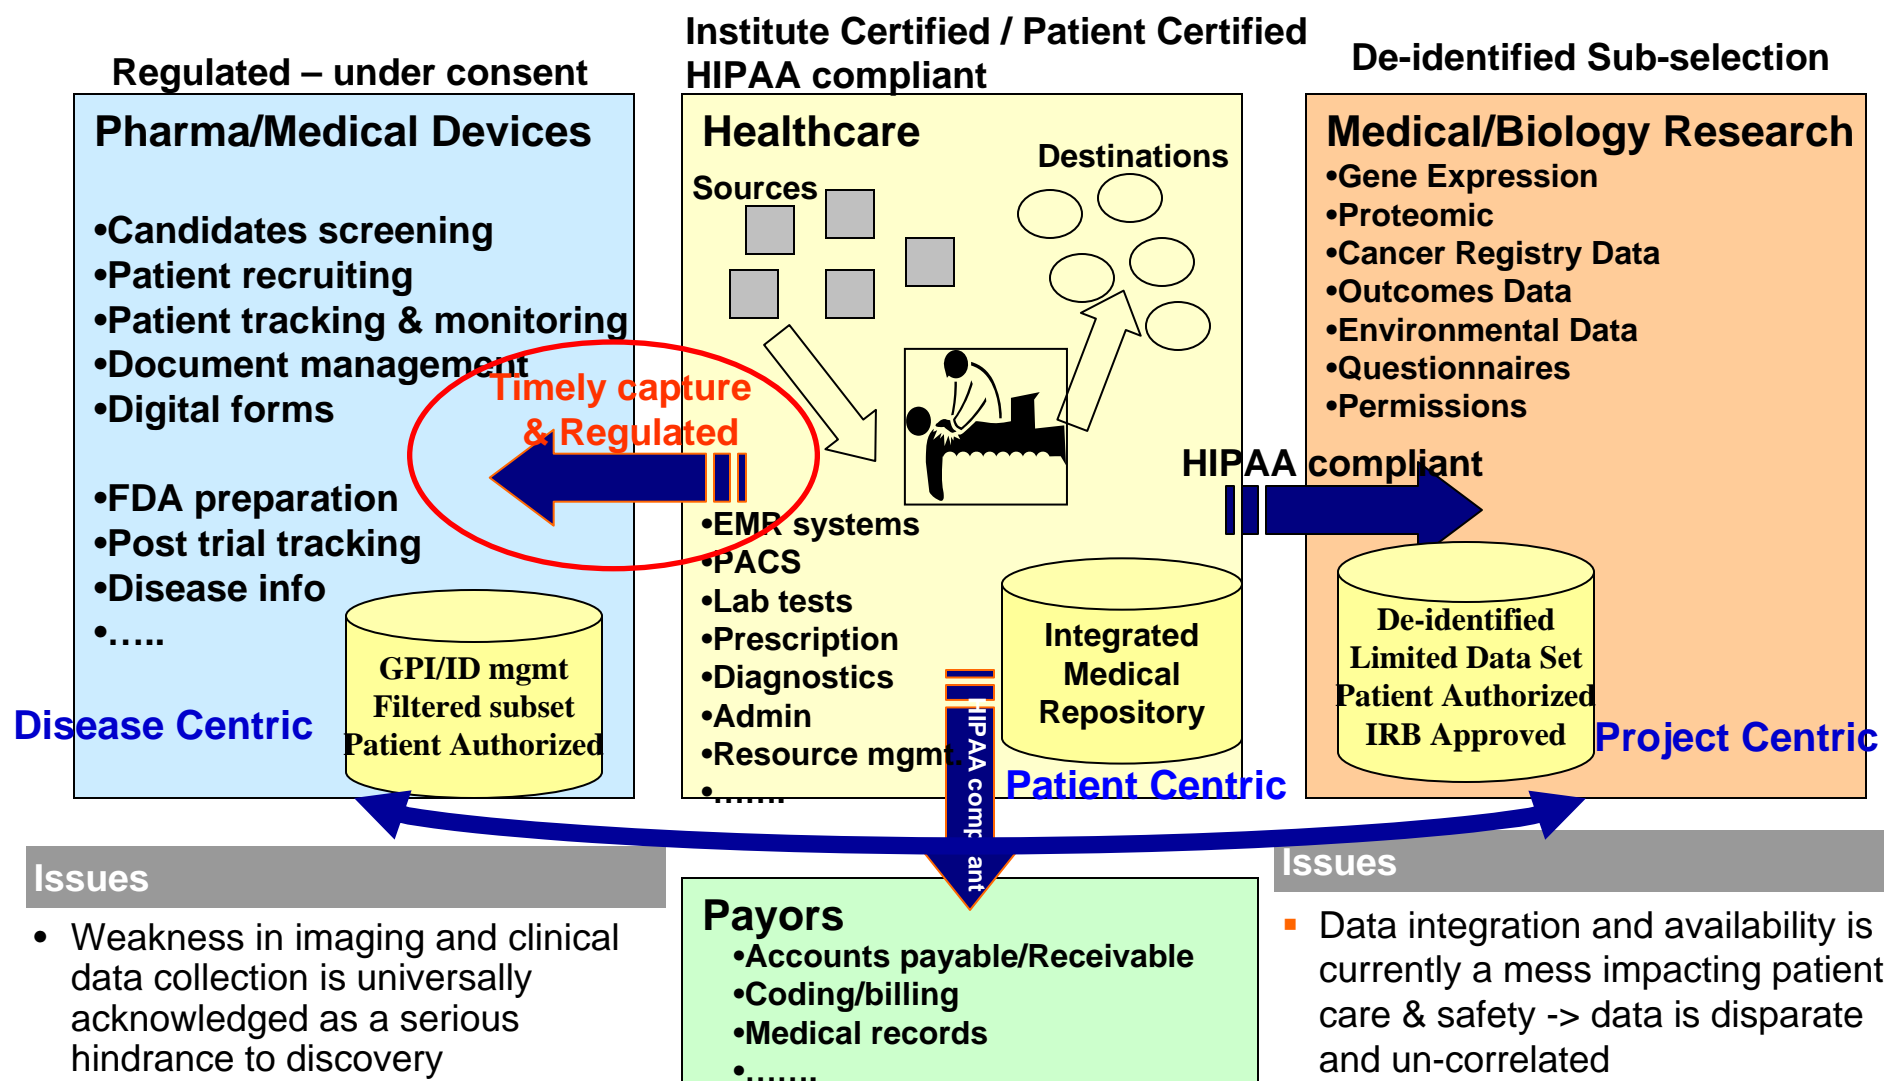 Institute Certified / Patient Certified
HIPAA compliant
Regulated – under consent
De-identified Sub-selection
Pharma/Medical Devices
•Candidates screening
•Patient recruiting
•Patient tracking & monitoring
•Document management
•Digital forms
•FDA preparation
•Post trial tracking
•Disease info
•…..
GPI/ID mgmt
Filtered subset
Patient Authorized
Disease Centric
Timely capture
& Regulated
Healthcare
Sources
Destinations
•EMR systems
•PACS
•Lab tests
•Prescription
•Diagnostics
•Admin
•Resource mgmt.
•…….
Integrated
Medical
Repository
Patient Centric
HIPAA compliant
HIPAA compliant
Medical/Biology Research
•Gene Expression
•Proteomic
•Cancer Registry Data
•Outcomes Data
•Environmental Data
•Questionnaires
•Permissions
De-identified
Limited Data Set
Patient Authorized
IRB Approved
Project Centric
Issues
• Weakness in imaging and clinical
data collection is universally
acknowledged as a serious
hindrance to discovery
Payors
•Accounts payable/Receivable
•Coding/billing
•Medical records
•…….
Issues
▪ Data integration and availability is
currently a mess impacting patient
care & safety -> data is disparate
and un-correlated